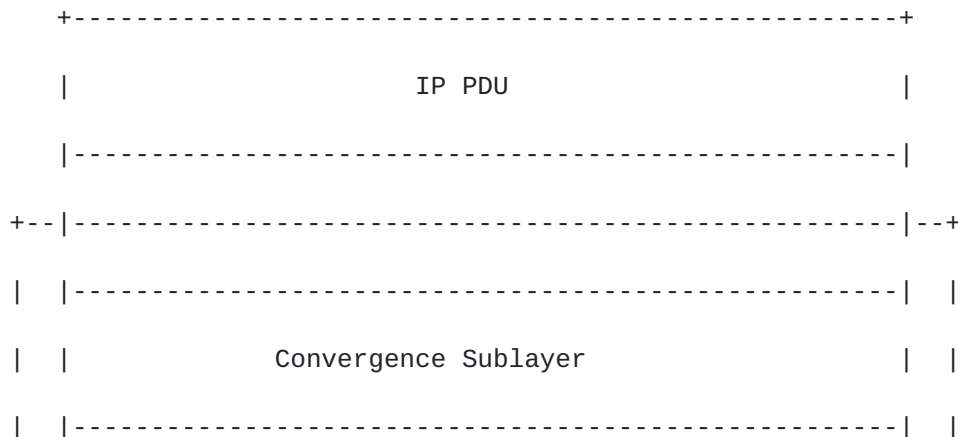 +-----------------------------------------------------+
| IP PDU |
|-----------------------------------------------------|
+--|-----------------------------------------------------|--+
| |-----------------------------------------------------| |
| | Convergence Sublayer | |
| |-----------------------------------------------------| |